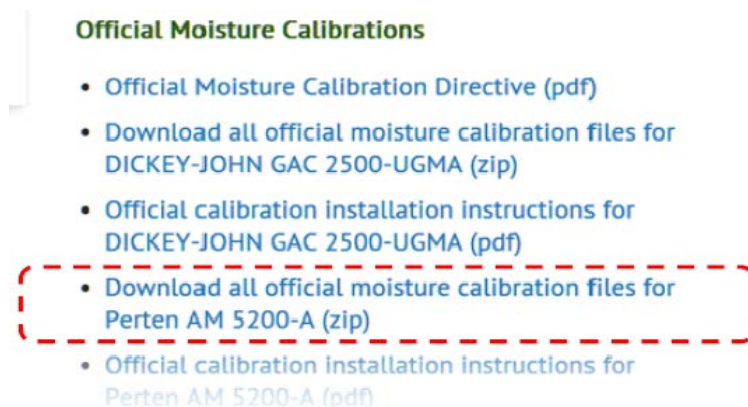 Official Moisture Calibrations
• Official Moisture Calibration Directive (pdf)
• Download all official moisture calibration files for
DICKEY-JOHN GAC 2500-UGMA (zip)
• Official calibration installation instructions for
DICKEY-JOHN GAC 2500-UGMA (pdf)
• Download all official moisture calibration files for
Perten AM 5200-A (zip)
• Official calibration installation instructions for
Perten AM 5200-A (pdf)